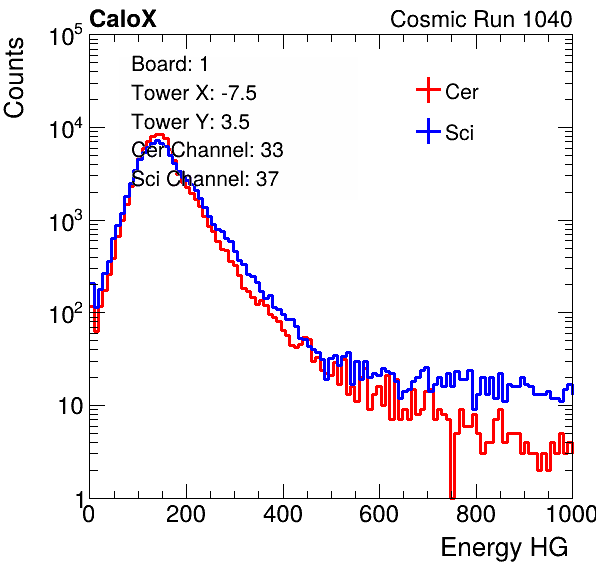 CaloX Cosmic Run 1040
Counts
Board: 1
Tower X: -7.5
Tower Y: 3.5
Cer Channel: 33
Sci Channel: 37
Cer
Sci
10^5
10^4
10^3
10^2
10
1
0 200 400 600 800 1000
Energy HG